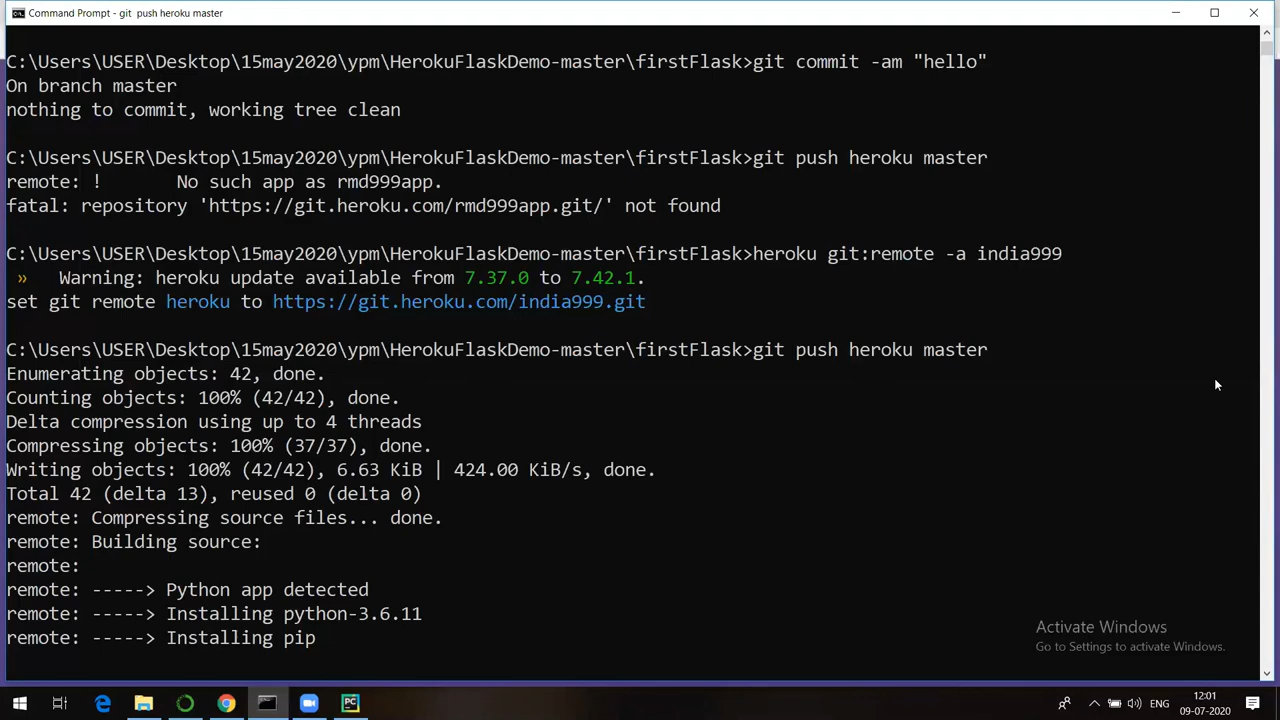 Command Prompt - git  push heroku master
C:\Users\USER\Desktop\15may2020\ypm\HerokuFlaskDemo-master\firstFlask>git commit -am "hello"
On branch master
nothing to commit, working tree clean
C:\Users\USER\Desktop\15may2020\ypm\HerokuFlaskDemo-master\firstFlask>git push heroku master
remote: !       No such app as rmd999app.
fatal: repository 'https://git.heroku.com/rmd999app.git/' not found
C:\Users\USER\Desktop\15may2020\ypm\HerokuFlaskDemo-master\firstFlask>heroku git:remote -a india999
 »   Warning: heroku update available from 7.37.0 to 7.42.1.
set git remote heroku to https://git.heroku.com/india999.git
C:\Users\USER\Desktop\15may2020\ypm\HerokuFlaskDemo-master\firstFlask>git push heroku master
Enumerating objects: 42, done.
Counting objects: 100% (42/42), done.
Delta compression using up to 4 threads
Compressing objects: 100% (37/37), done.
Writing objects: 100% (42/42), 6.63 KiB | 424.00 KiB/s, done.
Total 42 (delta 13), reused 0 (delta 0)
remote: Compressing source files... done.
remote: Building source:
remote:
remote: -----> Python app detected
remote: -----> Installing python-3.6.11
remote: -----> Installing pip
Activate Windows
Go to Settings to activate Windows.
PC
ENG
12:01
09-07-2020